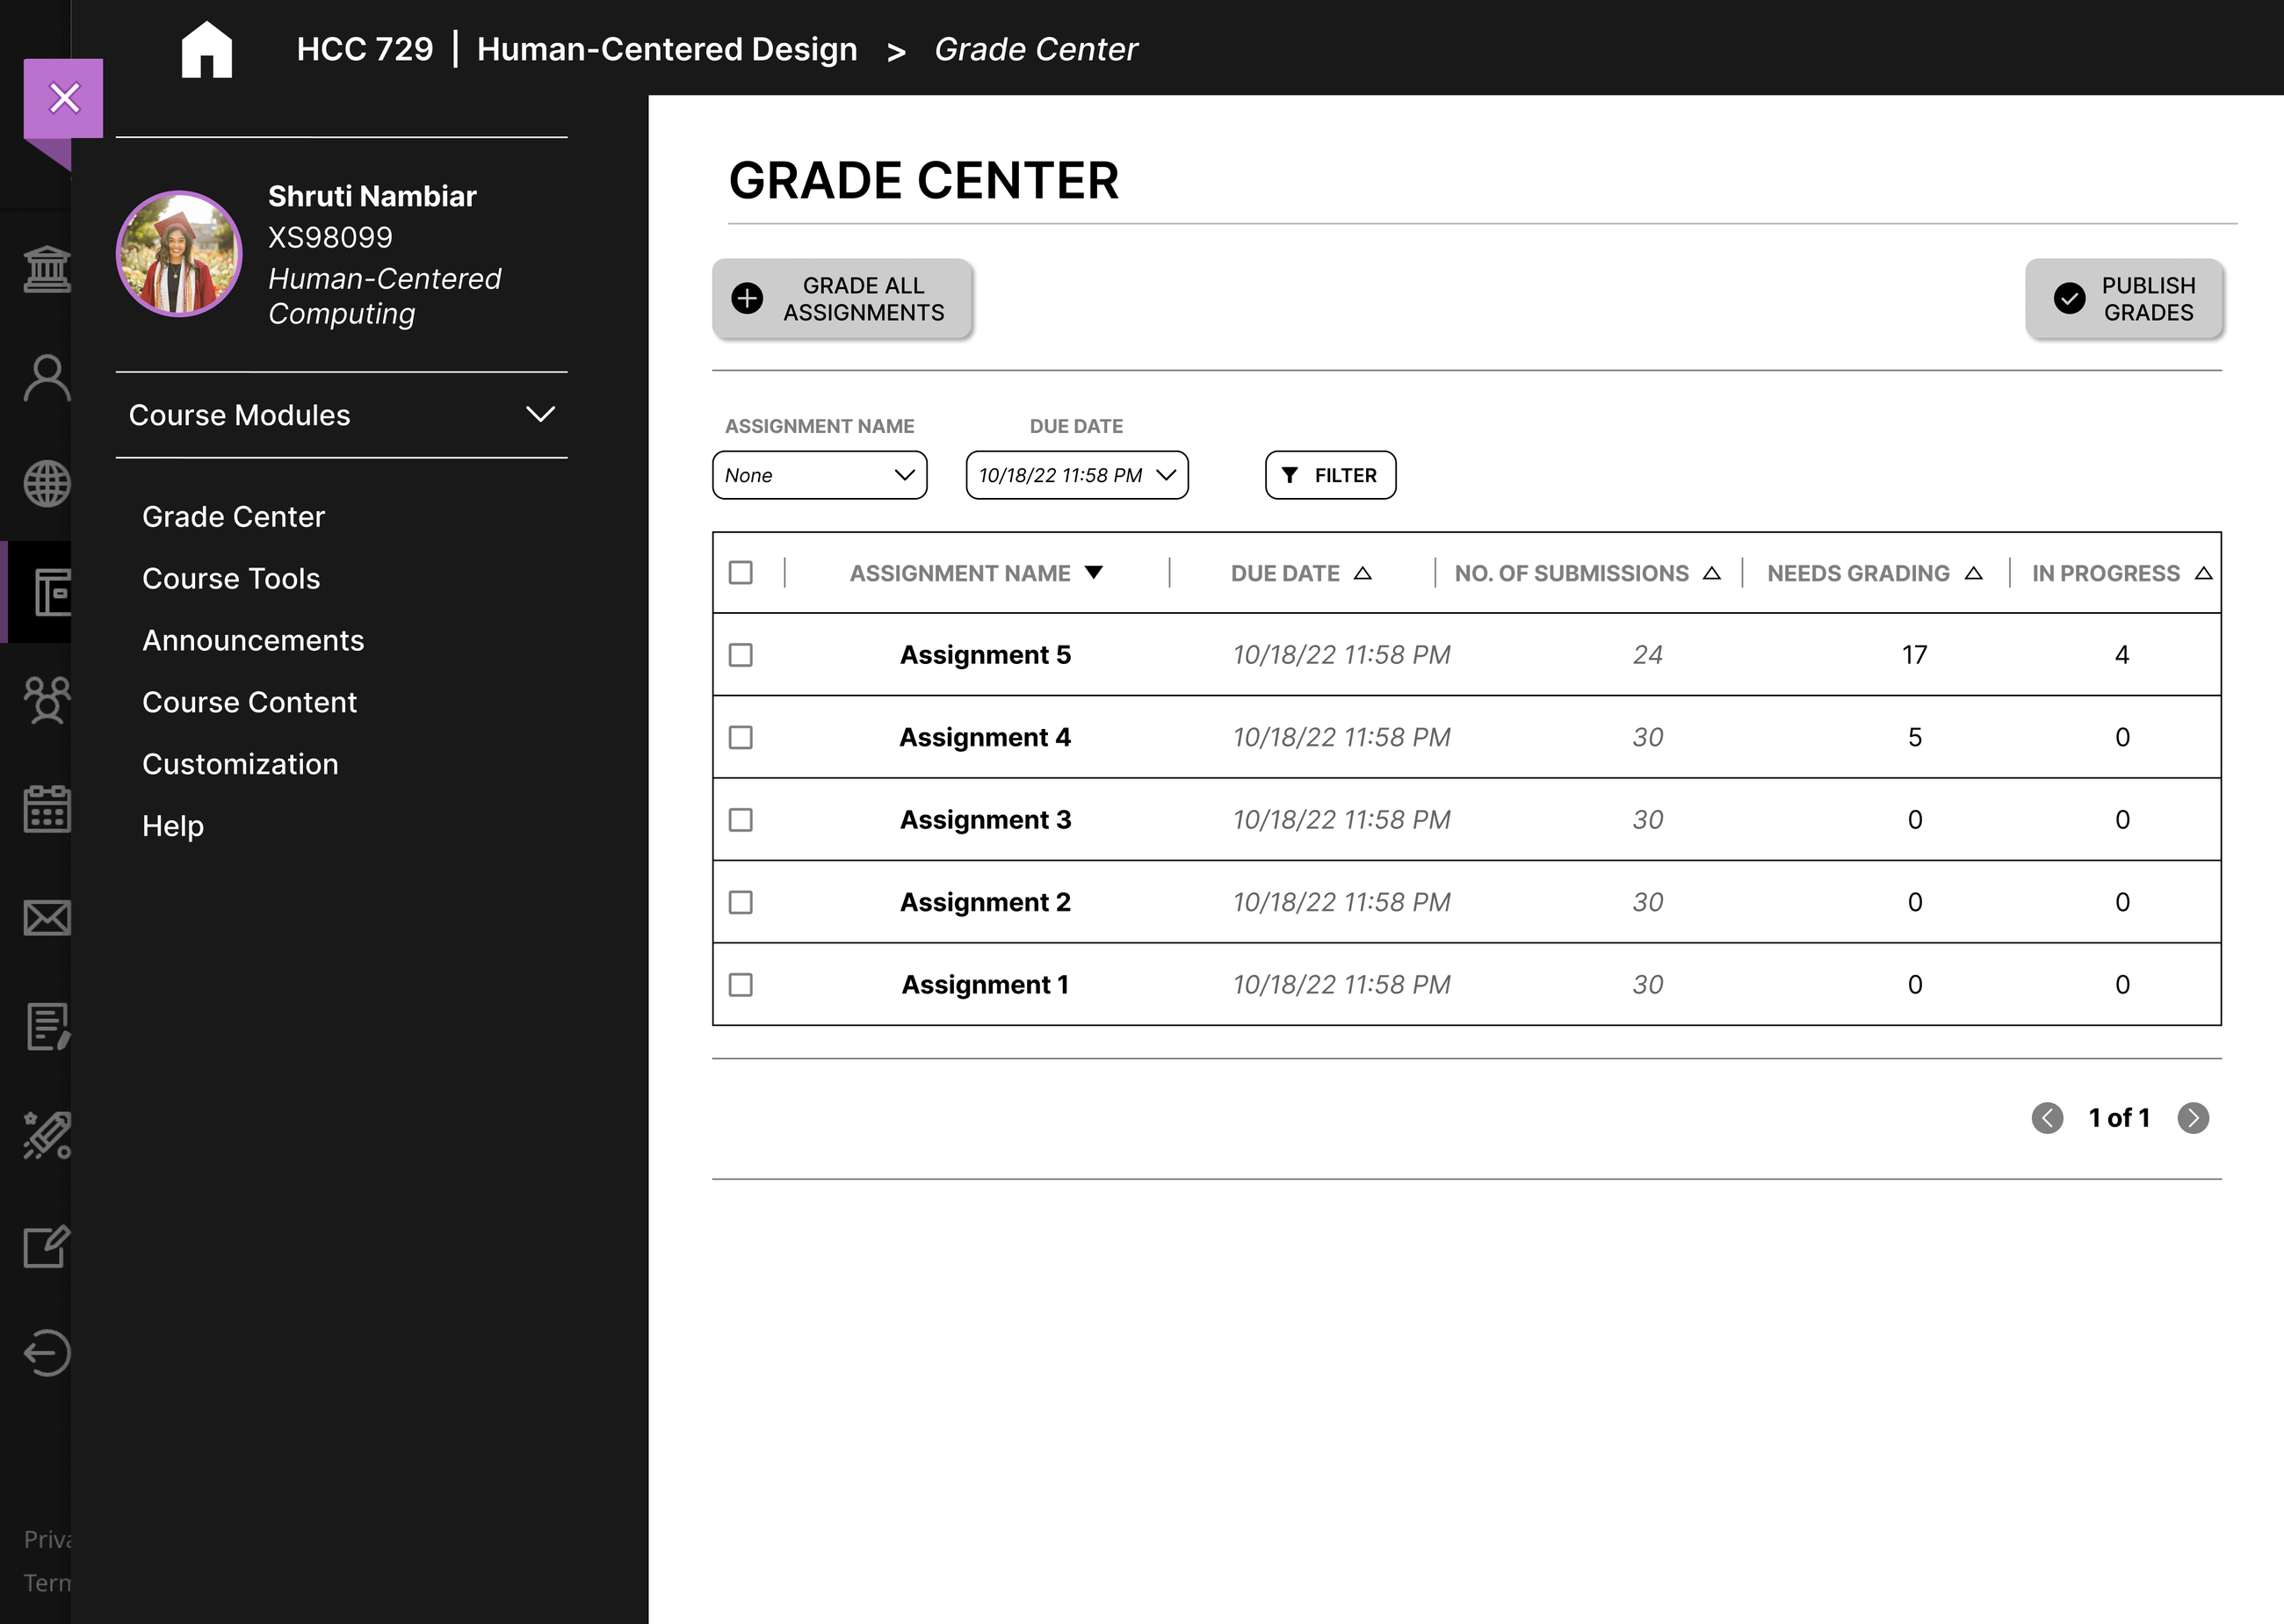 HCC 729 | Human-Centered Design > Grade Center
Shruti Nambiar
XS98099
Human-Centered
Computing
Course Modules
Grade Center
Course Tools
Announcements
Course Content
Customization
Help
Priva
Term
GRADE CENTER
GRADE ALL
ASSIGNMENTS
PUBLISH
GRADES
ASSIGNMENT NAME DUE DATE
None 10/18/22 11:58 PM FILTER
ASSIGNMENT NAME DUE DATE NO. OF SUBMISSIONS NEEDS GRADING IN PROGRESS
Assignment 5 10/18/22 11:58 PM 24 17 4
Assignment 4 10/18/22 11:58 PM 30 5 0
Assignment 3 10/18/22 11:58 PM 30 0 0
Assignment 2 10/18/22 11:58 PM 30 0 0
Assignment 1 10/18/22 11:58 PM 30 0 0
1 of 1